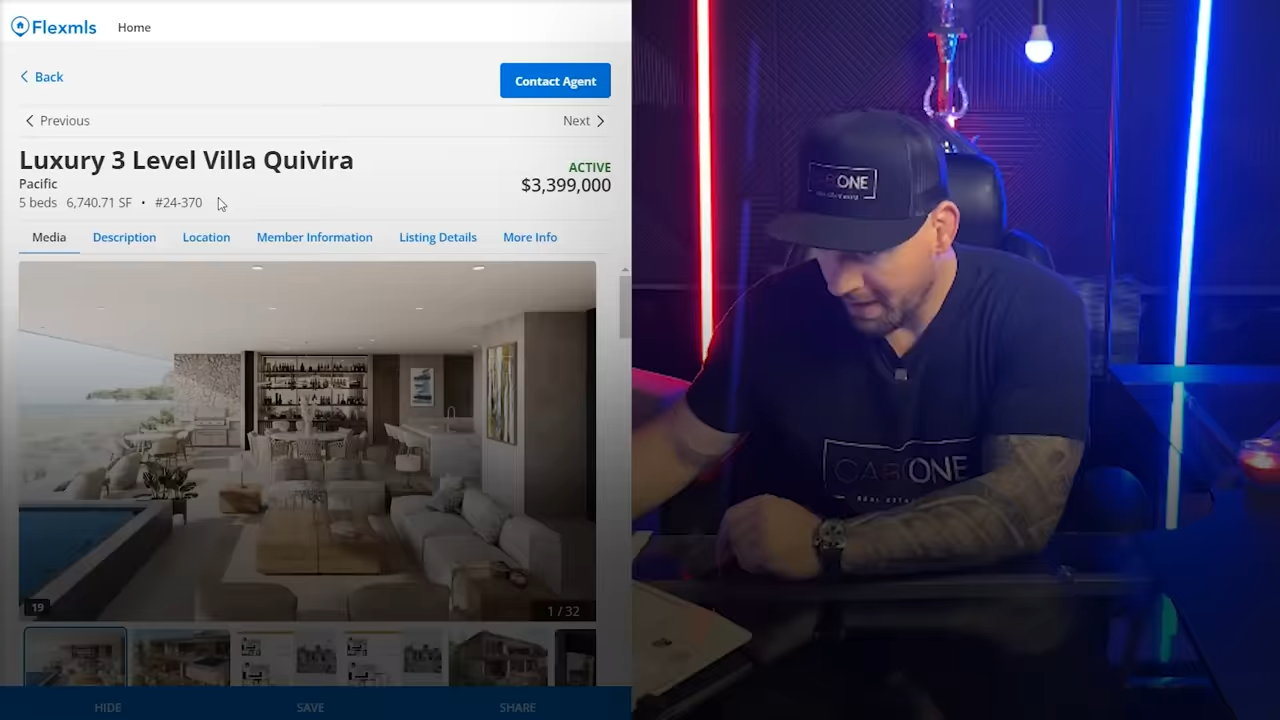 Flexmls
Home
Back
Contact Agent
Previous
Next
Luxury 3 Level Villa Quivira
ACTIVE
Pacific
$3,399,000
5 beds 6,740.71 SF • #24-370
Media Description Location Member Information Listing Details More Info
19
1 / 32
HIDE SAVE SHARE
CABONE
CABONE
REAL ESTA